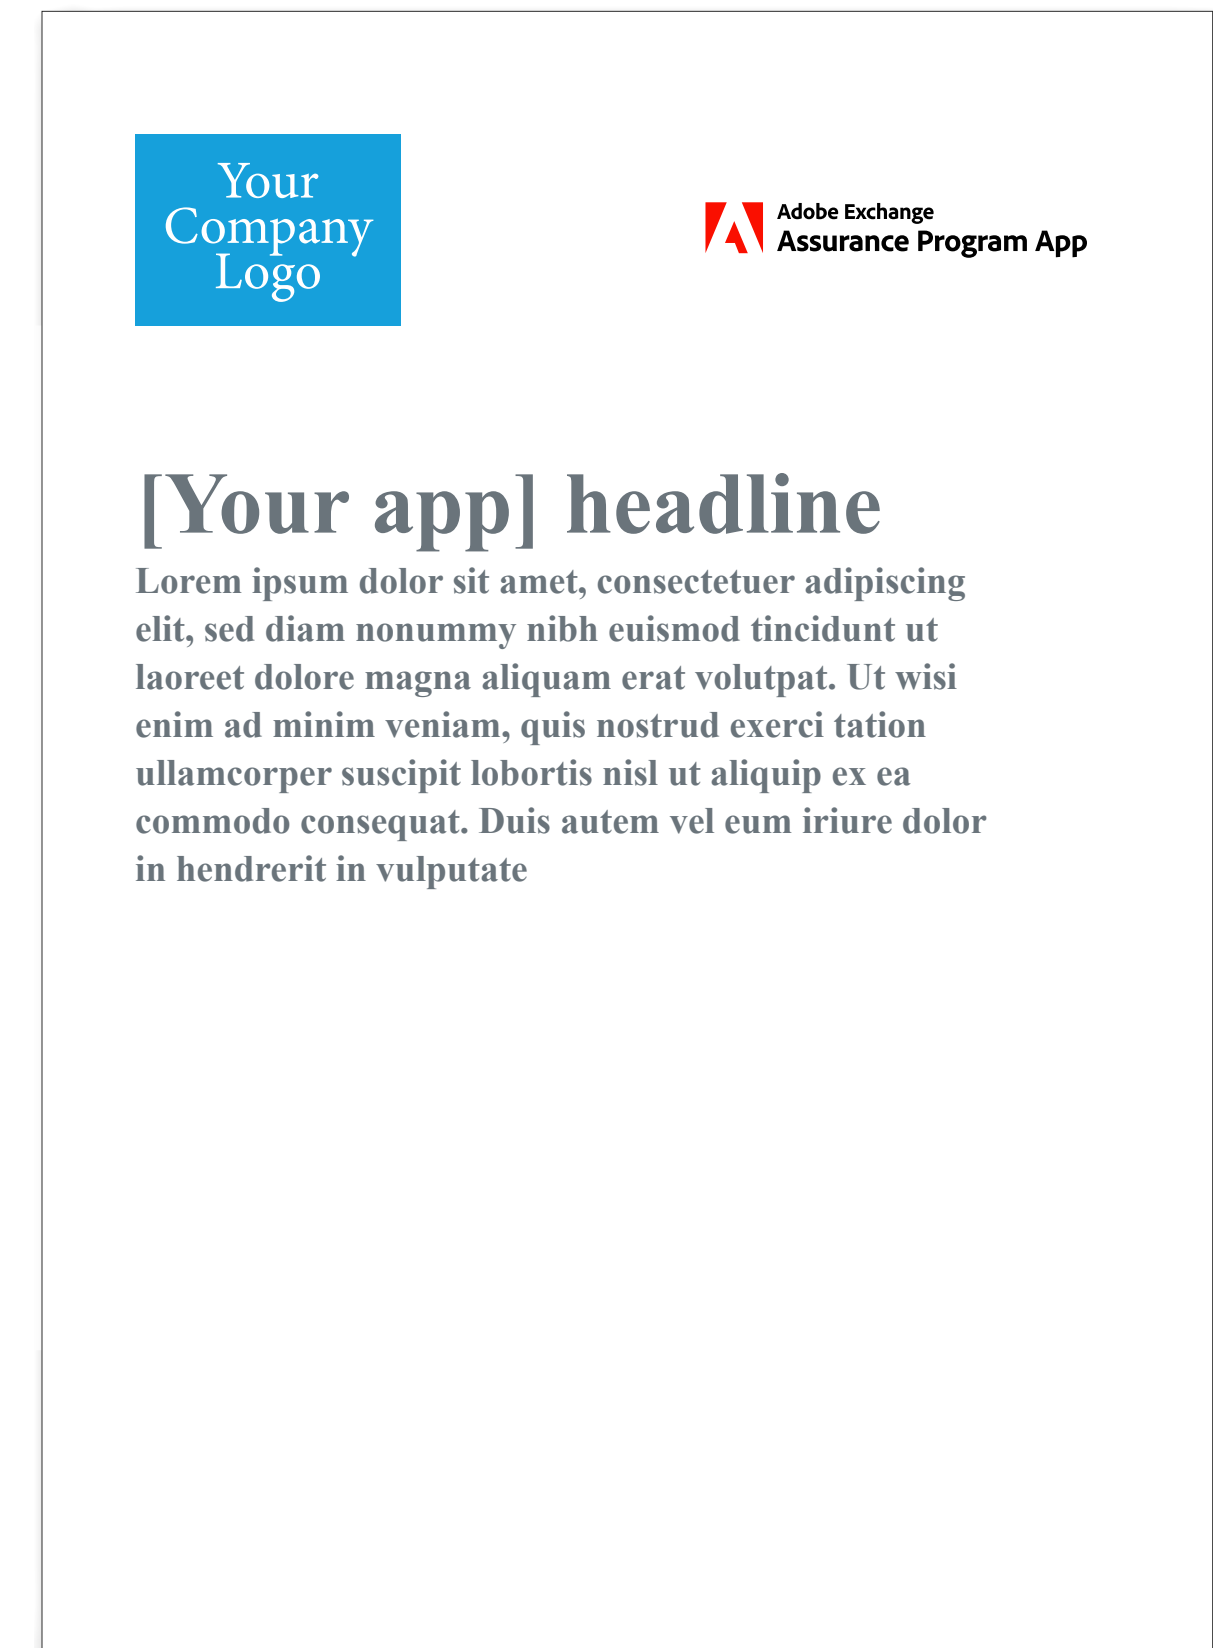 Your
Company
Logo
Adobe Exchange
Assurance Program App
[Your app] headline
Lorem ipsum dolor sit amet, consectetuer adipiscing
elit, sed diam nonummy nibh euismod tincidunt ut
laoreet dolore magna aliquam erat volutpat. Ut wisi
enim ad minim veniam, quis nostrud exerci tation
ullamcorper suscipit lobortis nisl ut aliquip ex ea
commodo consequat. Duis autem vel eum iriure dolor
in hendrerit in vulputate